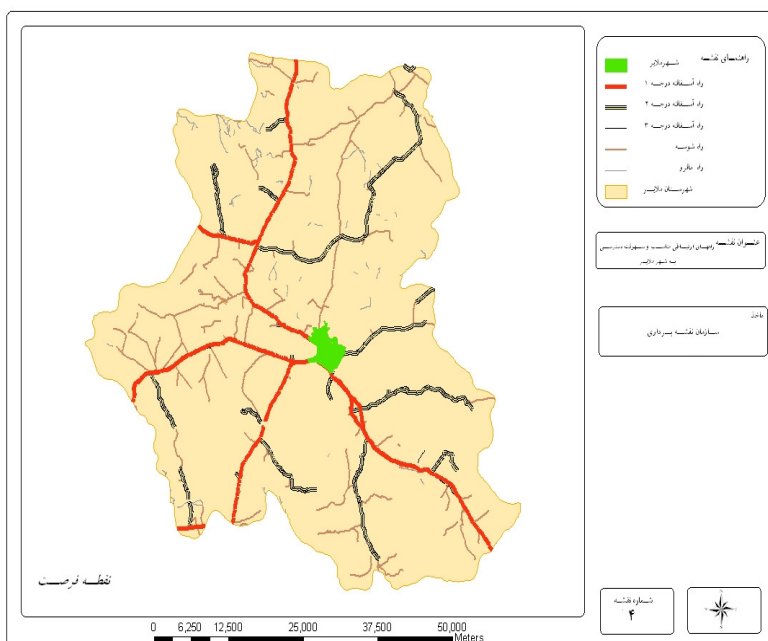 راهنمای نقشه
شهرملایر
راه آسفالته درجه ۱
راه آسفالته درجه ۲
راه آسفالته درجه ۳
راه شوسه
راه مالرو
شهرستان ملایر
عنوان نقشه
به شهر ملایر
سازمان نقشه برداری
نقطه فرصت
شماره نقشه
۴
0 6,250 12,500 25,000 37,500 50,000
Meters